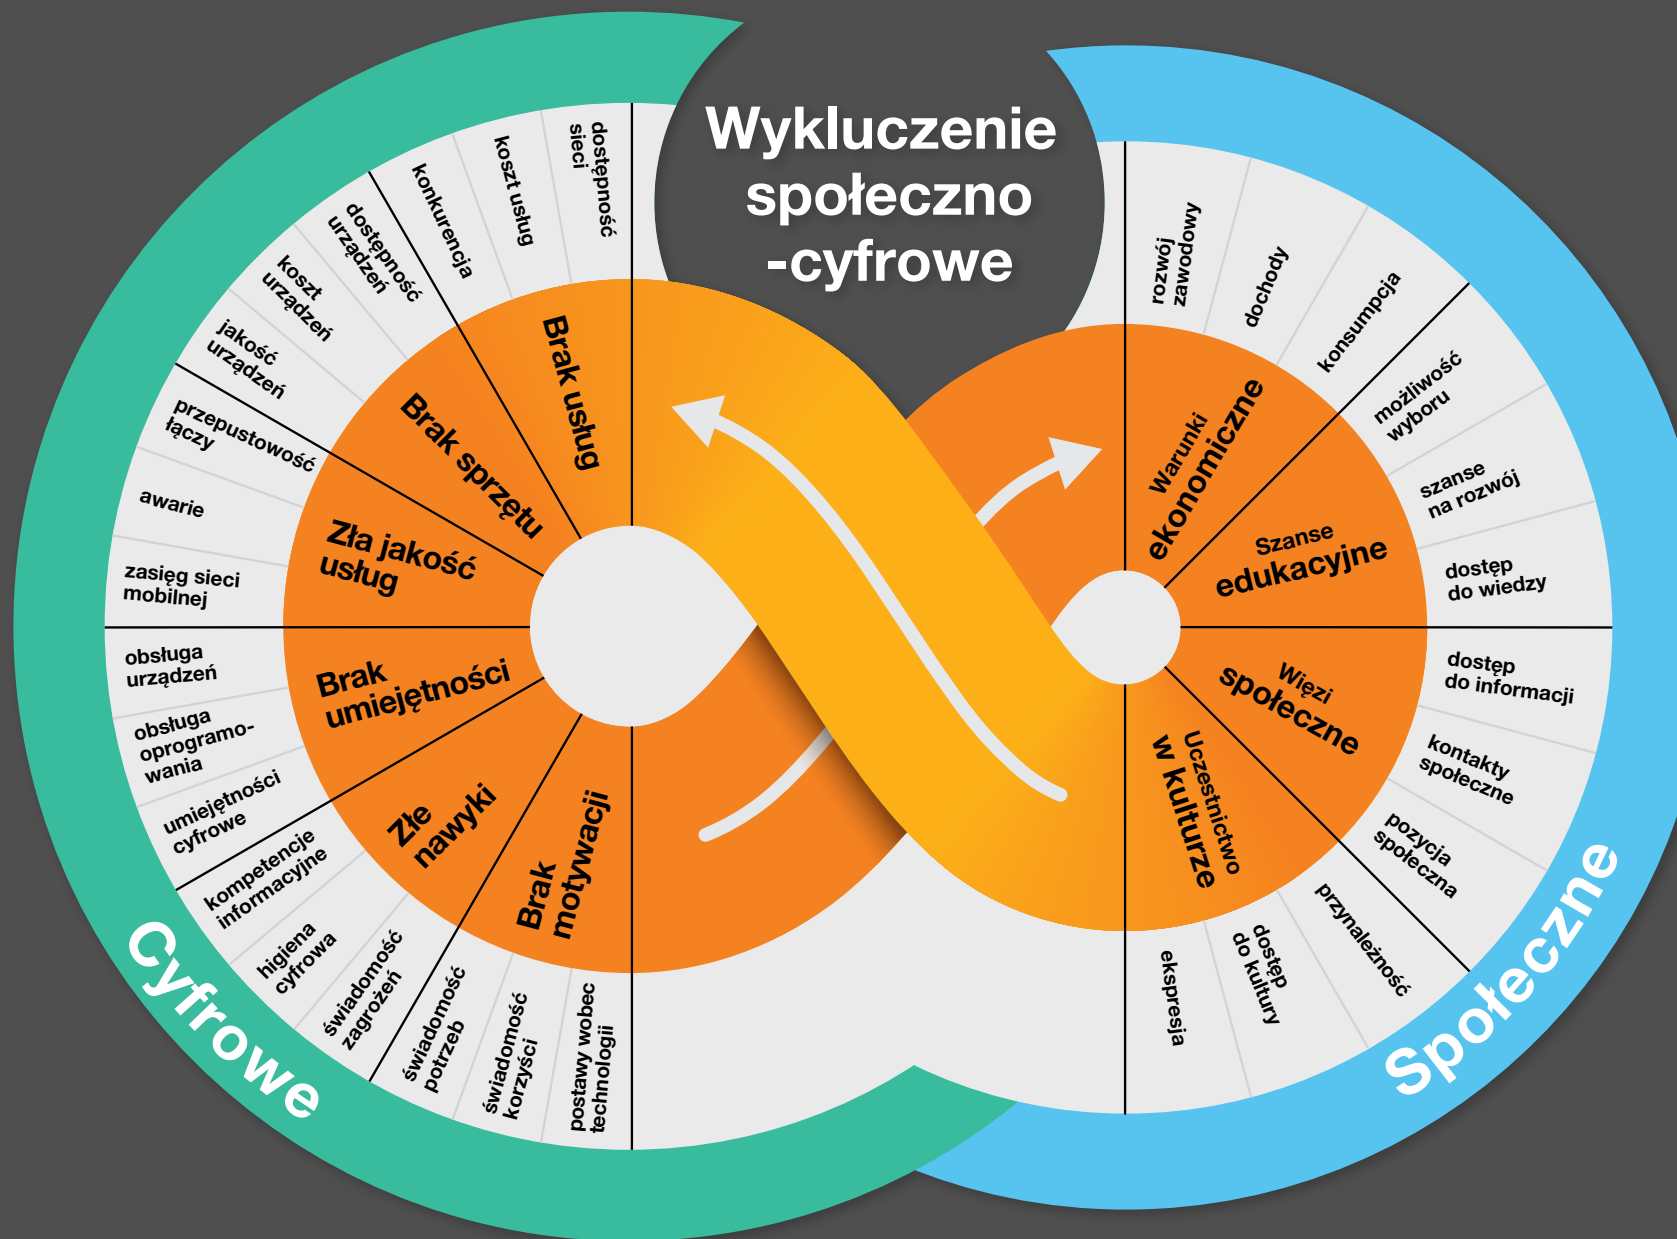 Wykluczenie
społeczno
-cyfrowe
Cyfrowe
Brak usług
dostępność
sieci
koszt usług
konkurencja
Brak sprzętu
dostępność
urządzeń
koszt
urządzeń
jakość
urządzeń
Zła jakość
usług
przepustowość
łączy
awarie
zasięg sieci
mobilnej
Brak
umiejętności
obsługa
urządzeń
obsługa
oprogramo-
wania
umiejętności
cyfrowe
Złe
nawyki
kompetencje
informacyjne
higiena
cyfrowa
świadomość
zagrożeń
Brak
motywacji
świadomość
potrzeb
świadomość
korzyści
postawy wobec
technologii
Społeczne
Warunki
ekonomiczne
rozwój
zawodowy
dochody
konsumpcja
Szanse
edukacyjne
możliwość
wyboru
szanse
na rozwój
dostęp
do wiedzy
Więzi
społeczne
dostęp
do informacji
kontakty
społeczne
pozycja
społeczna
Uczestnictwo
w kulturze
przynależność
dostęp
do kultury
ekspresja